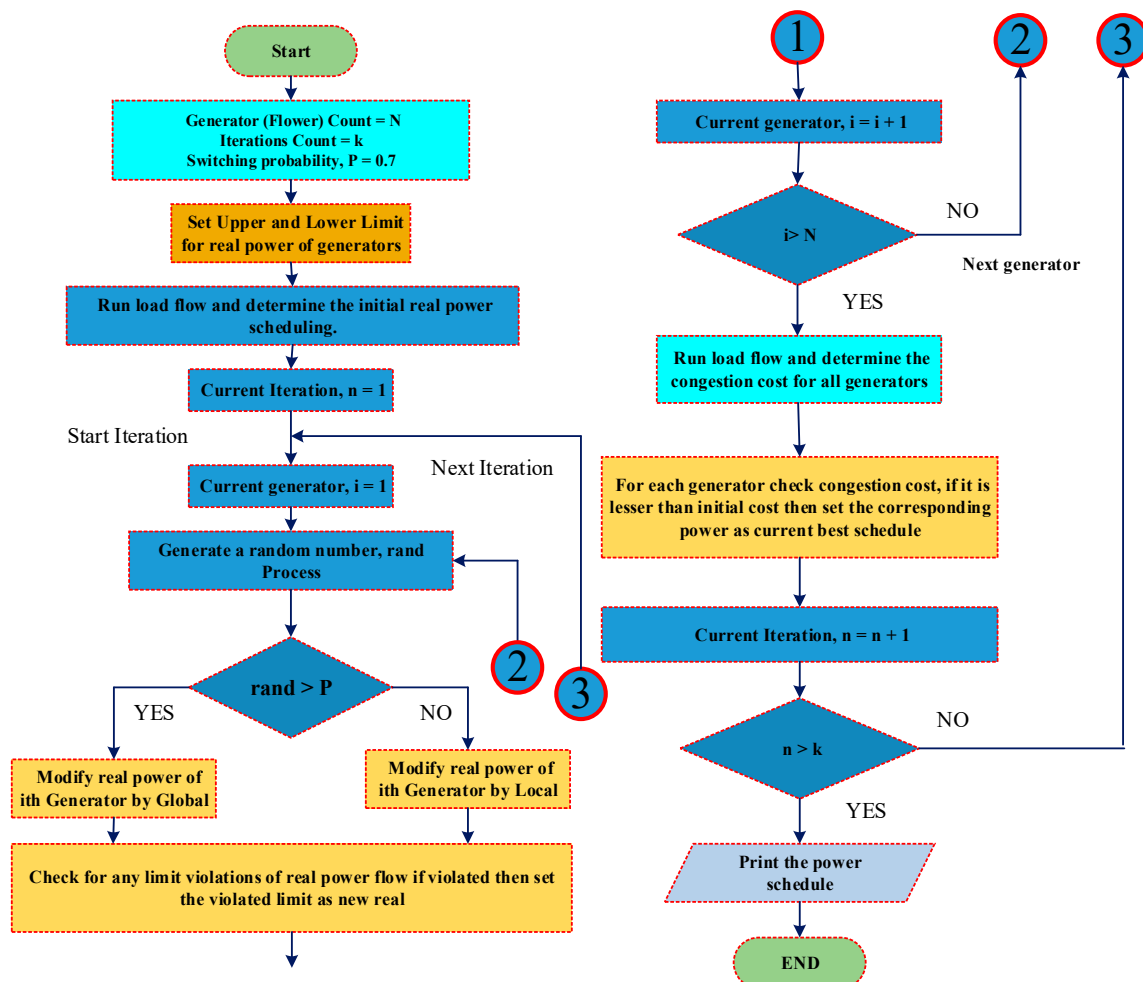 Start
Generator (Flower) Count = N
Iterations Count = k
Switching probability, P = 0.7
Set Upper and Lower Limit
for real power of generators
Run load flow and determine the initial real power
scheduling.
Current Iteration, n = 1
Start Iteration
Next Iteration
Current generator, i = 1
Generate a random number, rand
Process
2
3
rand > P
YES
NO
Modify real power of
ith Generator by Global
Modify real power of
ith Generator by Local
Check for any limit violations of real power flow if violated then set
the violated limit as new real
1
2
3
Current generator, i = i + 1
i> N
NO
Next generator
YES
Run load flow and determine the
congestion cost for all generators
For each generator check congestion cost, if it is
lesser than initial cost then set the corresponding
power as current best schedule
Current Iteration, n = n + 1
n > k
NO
YES
Print the power
schedule
END